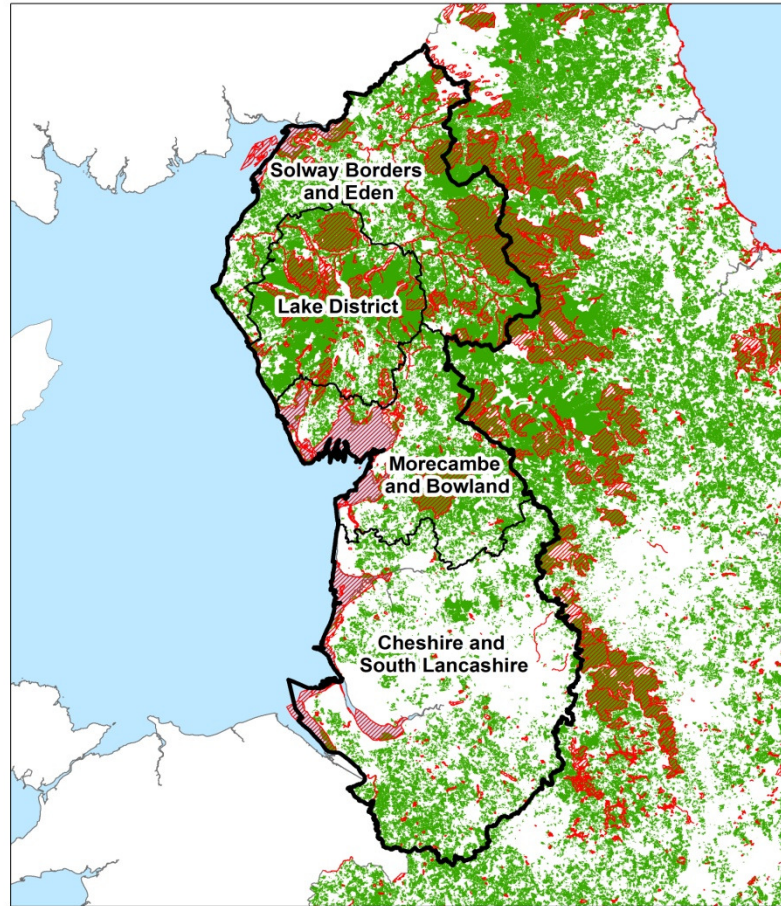 Solway Borders
and Eden
Lake District
Morecambe
and Bowland
Cheshire and
South Lancashire